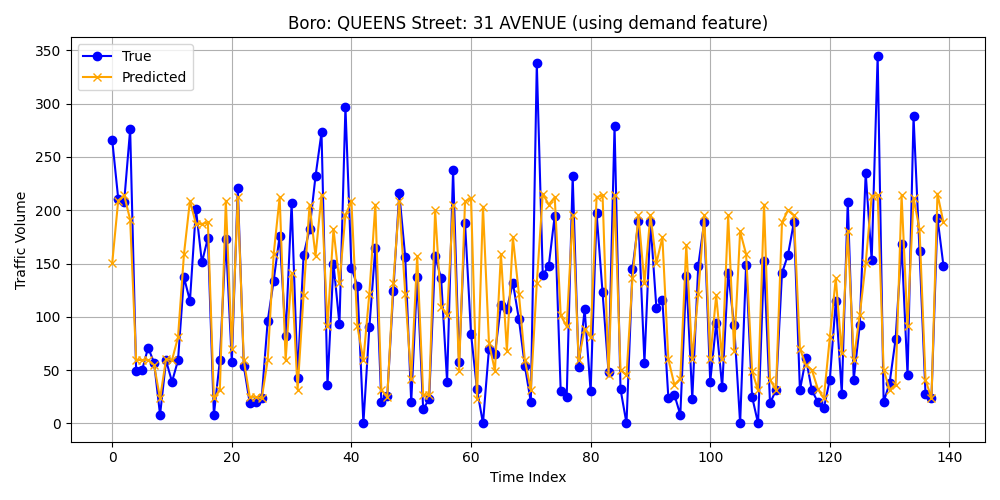 Boro: QUEENS Street: 31 AVENUE (using demand feature)
True
Predicted
Traffic Volume
350
300
250
200
150
100
50
0
0 20 40 60 80 100 120 140
Time Index